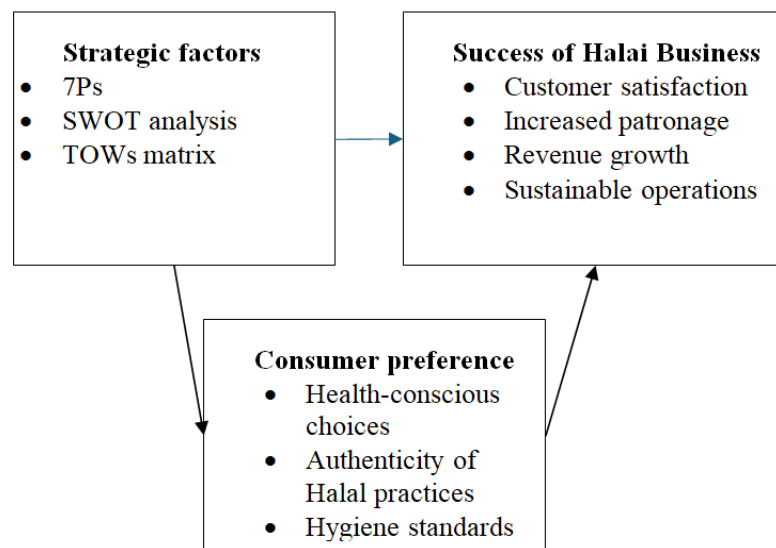 Strategic factors
• 7Ps
• SWOT analysis
• TOWs matrix
Success of Halai Business
• Customer satisfaction
• Increased patronage
• Revenue growth
• Sustainable operations
Consumer preference
• Health-conscious
choices
• Authenticity of
Halal practices
• Hygiene standards